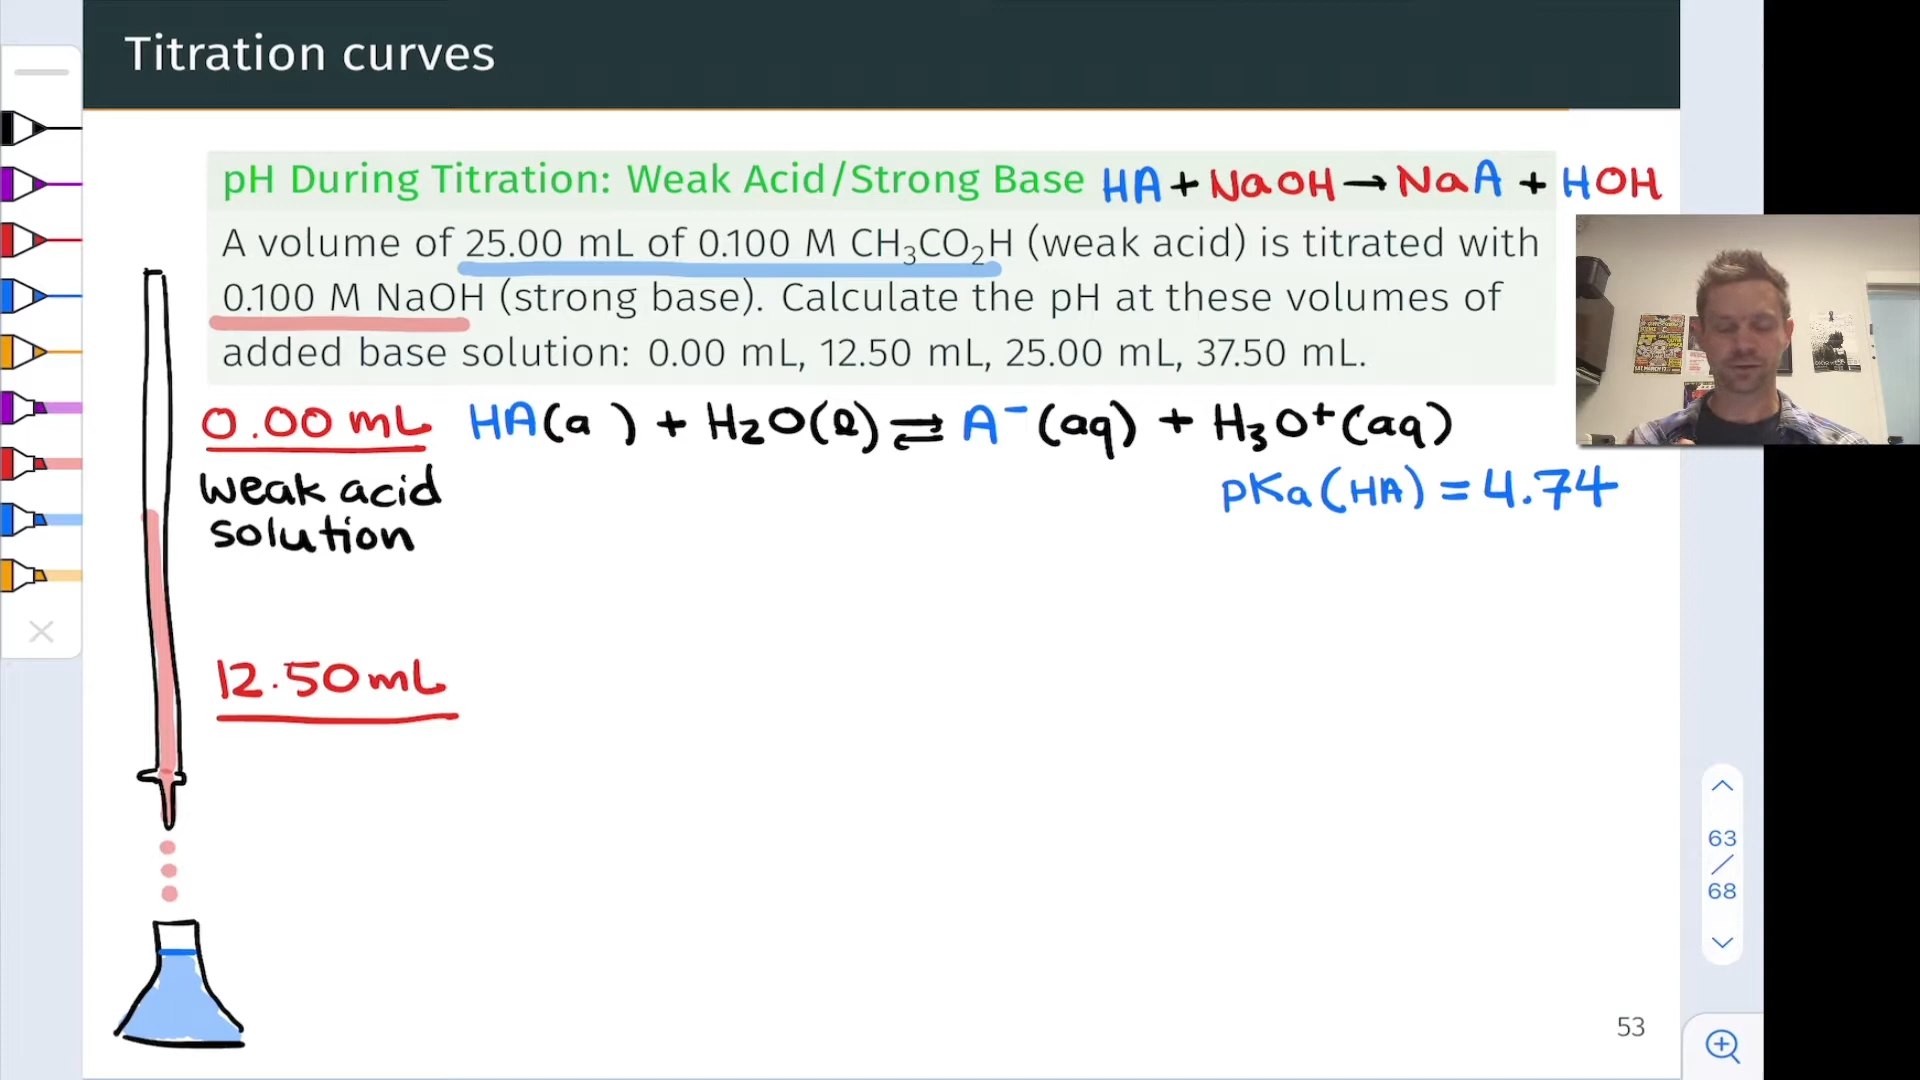 Titration curves
pH During Titration: Weak Acid/Strong Base HA + NaOH → NaA + HOH
A volume of 25.00 mL of 0.100 M CH₃CO₂H (weak acid) is titrated with
0.100 M NaOH (strong base). Calculate the pH at these volumes of
added base solution: 0.00 mL, 12.50 mL, 25.00 mL, 37.50 mL.
0.00 mL HA(a ) + H₂O(l) ⇌ A⁻(aq) + H₃O⁺(aq)
weak acid
solution
pKa(HA) = 4.74
12.50 mL
63
/
68
53